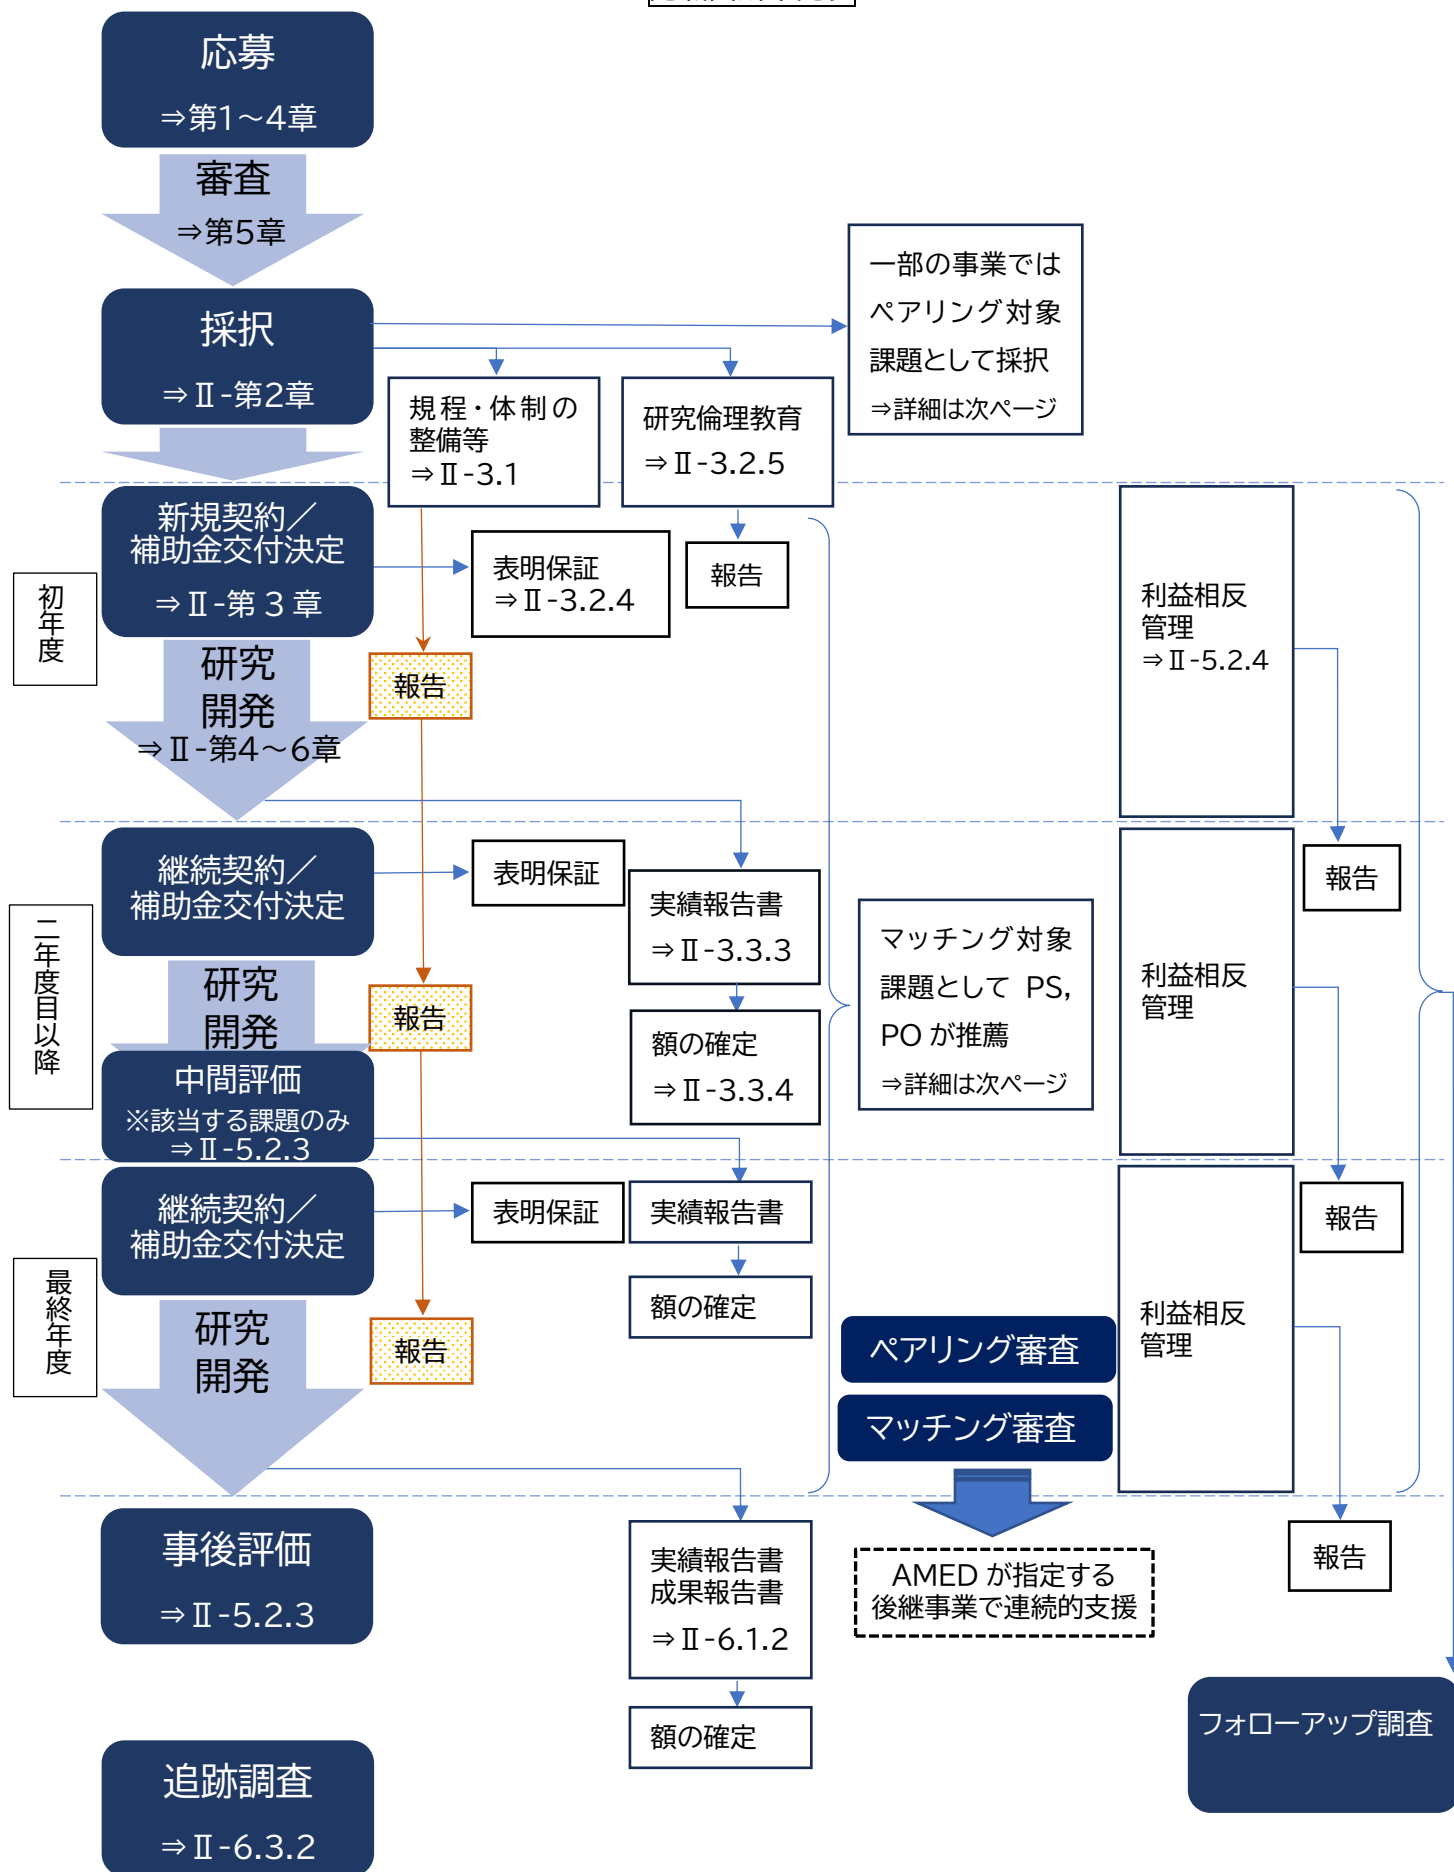 応募
⇒第1～4章
審査
⇒第5章
採択
⇒Ⅱ-第2章
一部の事業では
ペアリング対象
課題として採択
⇒詳細は次ページ
規程・体制の
整備等
⇒Ⅱ-3.1
研究倫理教育
⇒Ⅱ-3.2.5
初年度
新規契約／
補助金交付決定
⇒Ⅱ-第3章
表明保証
⇒Ⅱ-3.2.4
報告
利益相反
管理
⇒Ⅱ-5.2.4
研究
開発
⇒Ⅱ-第4～6章
報告
二年度目以降
継続契約／
補助金交付決定
表明保証
実績報告書
⇒Ⅱ-3.3.3
報告
マッチング対象
課題として PS,
PO が推薦
⇒詳細は次ページ
利益相反
管理
研究
開発
報告
額の確定
⇒Ⅱ-3.3.4
中間評価
※該当する課題のみ
⇒Ⅱ-5.2.3
最終年度
継続契約／
補助金交付決定
表明保証
実績報告書
報告
額の確定
利益相反
管理
研究
開発
報告
ペアリング審査
マッチング審査
事後評価
⇒Ⅱ-5.2.3
実績報告書
成果報告書
⇒Ⅱ-6.1.2
AMED が指定する
後継事業で連続的支援
報告
額の確定
フォローアップ調査
追跡調査
⇒Ⅱ-6.3.2